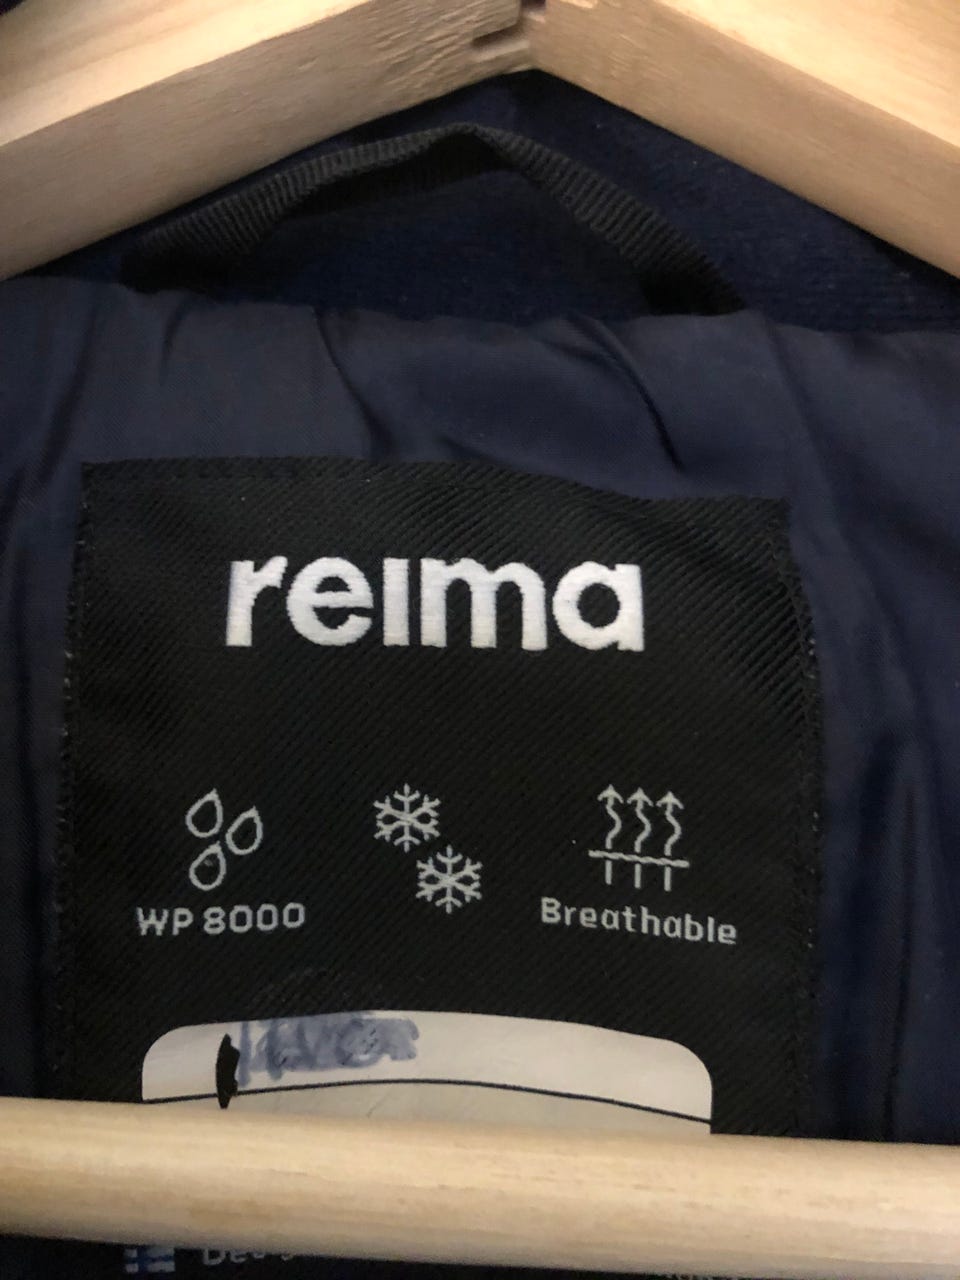 reima
WP 8000
Breathable